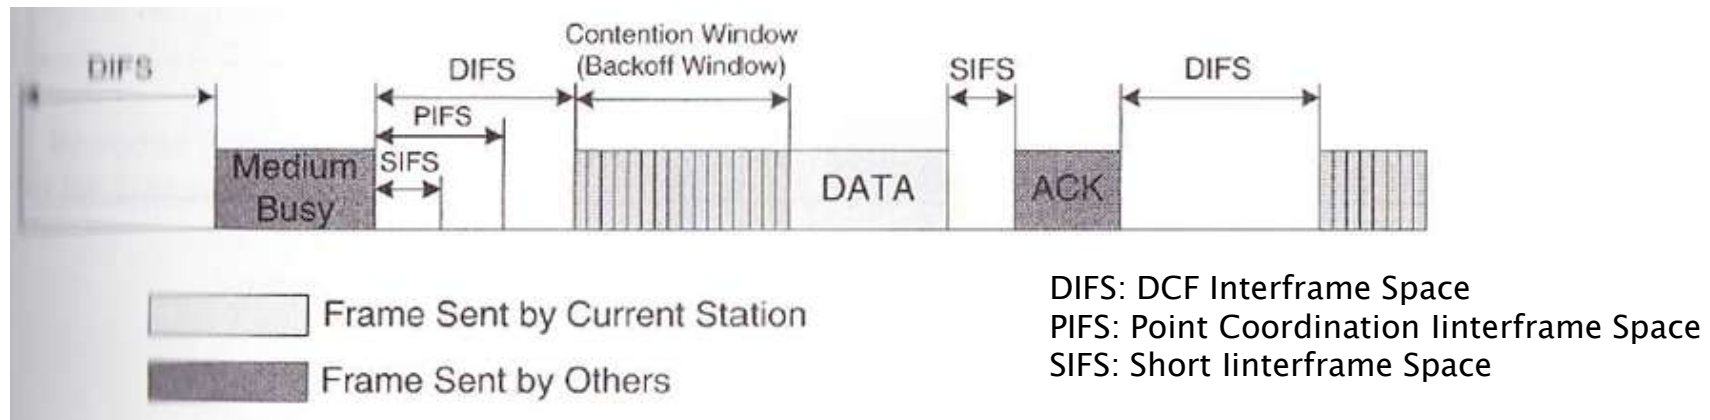 Contention Window
DIFS DIFS (Backoff Window) SIFS DIFS
PIFS
Medium SIFS
Busy DATA ACK
Frame Sent by Current Station
Frame Sent by Others
DIFS: DCF Interframe Space
PIFS: Point Coordination Iinterframe Space
SIFS: Short Iinterframe Space